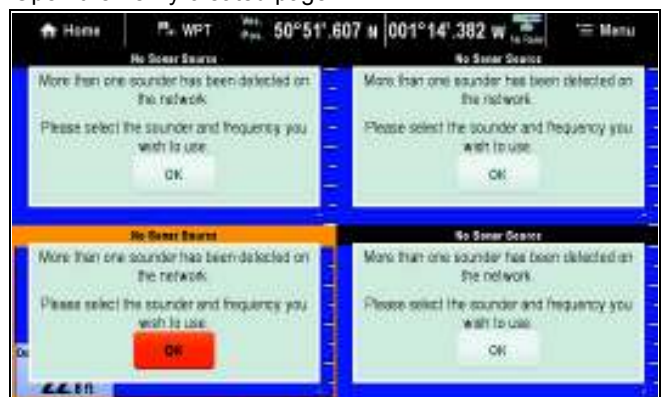 Home WPT Ves. Pos. 50°51'.607 N 001°14'.382 W Menu
No Sonar Source
More than one sounder has been detected on
the network.
Please select the sounder and frequency you
wish to use.
OK
No Sonar Source
More than one sounder has been detected on
the network.
Please select the sounder and frequency you
wish to use.
OK
No Sonar Source
More than one sounder has been detected on
the network.
Please select the sounder and frequency you
wish to use.
OK
22.8 ft
No Sonar Source
More than one sounder has been detected on
the network.
Please select the sounder and frequency you
wish to use.
OK